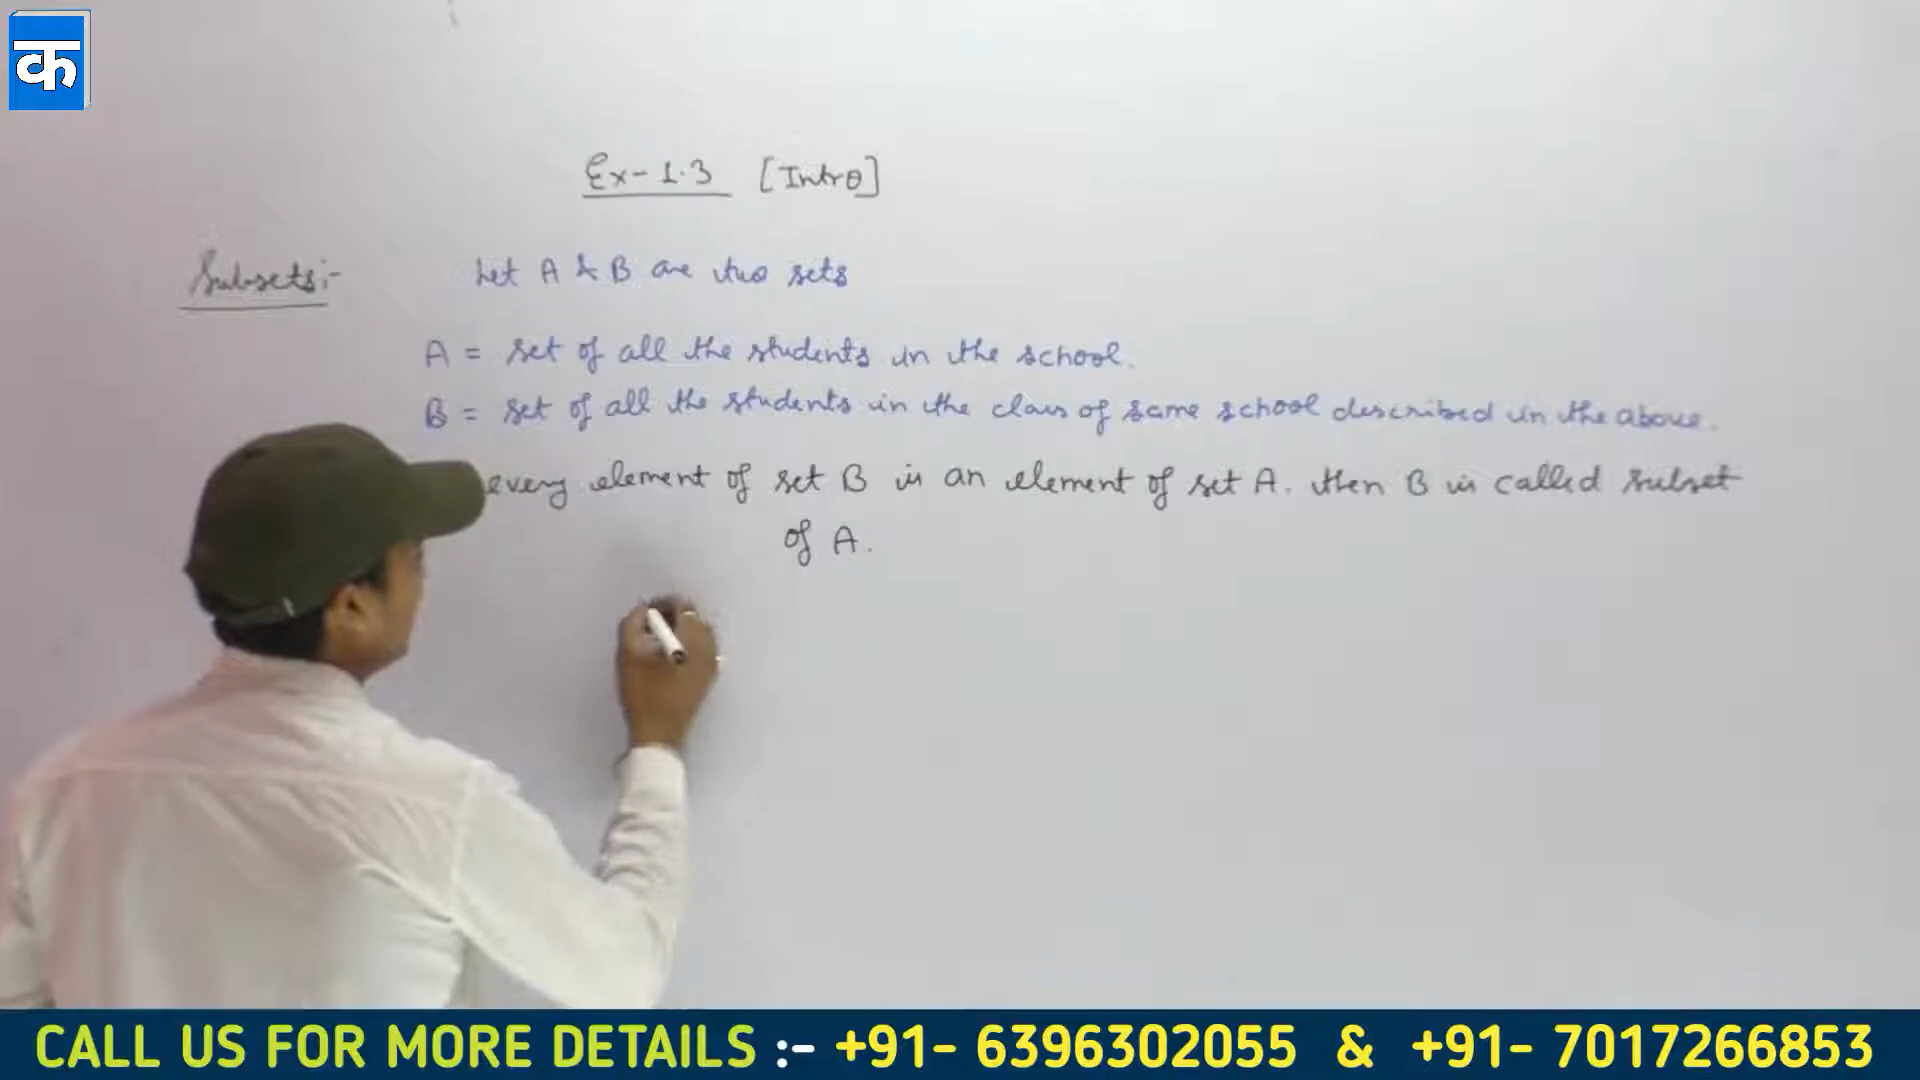 क
Ex-1.3 [Intro]
Subsets:- Let A & B are two sets
A = set of all the students in the school.
B = set of all the students in the class of same school described in the above.
every element of set B is an element of set A. then B is called subset
of A.
CALL US FOR MORE DETAILS :- +91- 6396302055 & +91- 7017266853